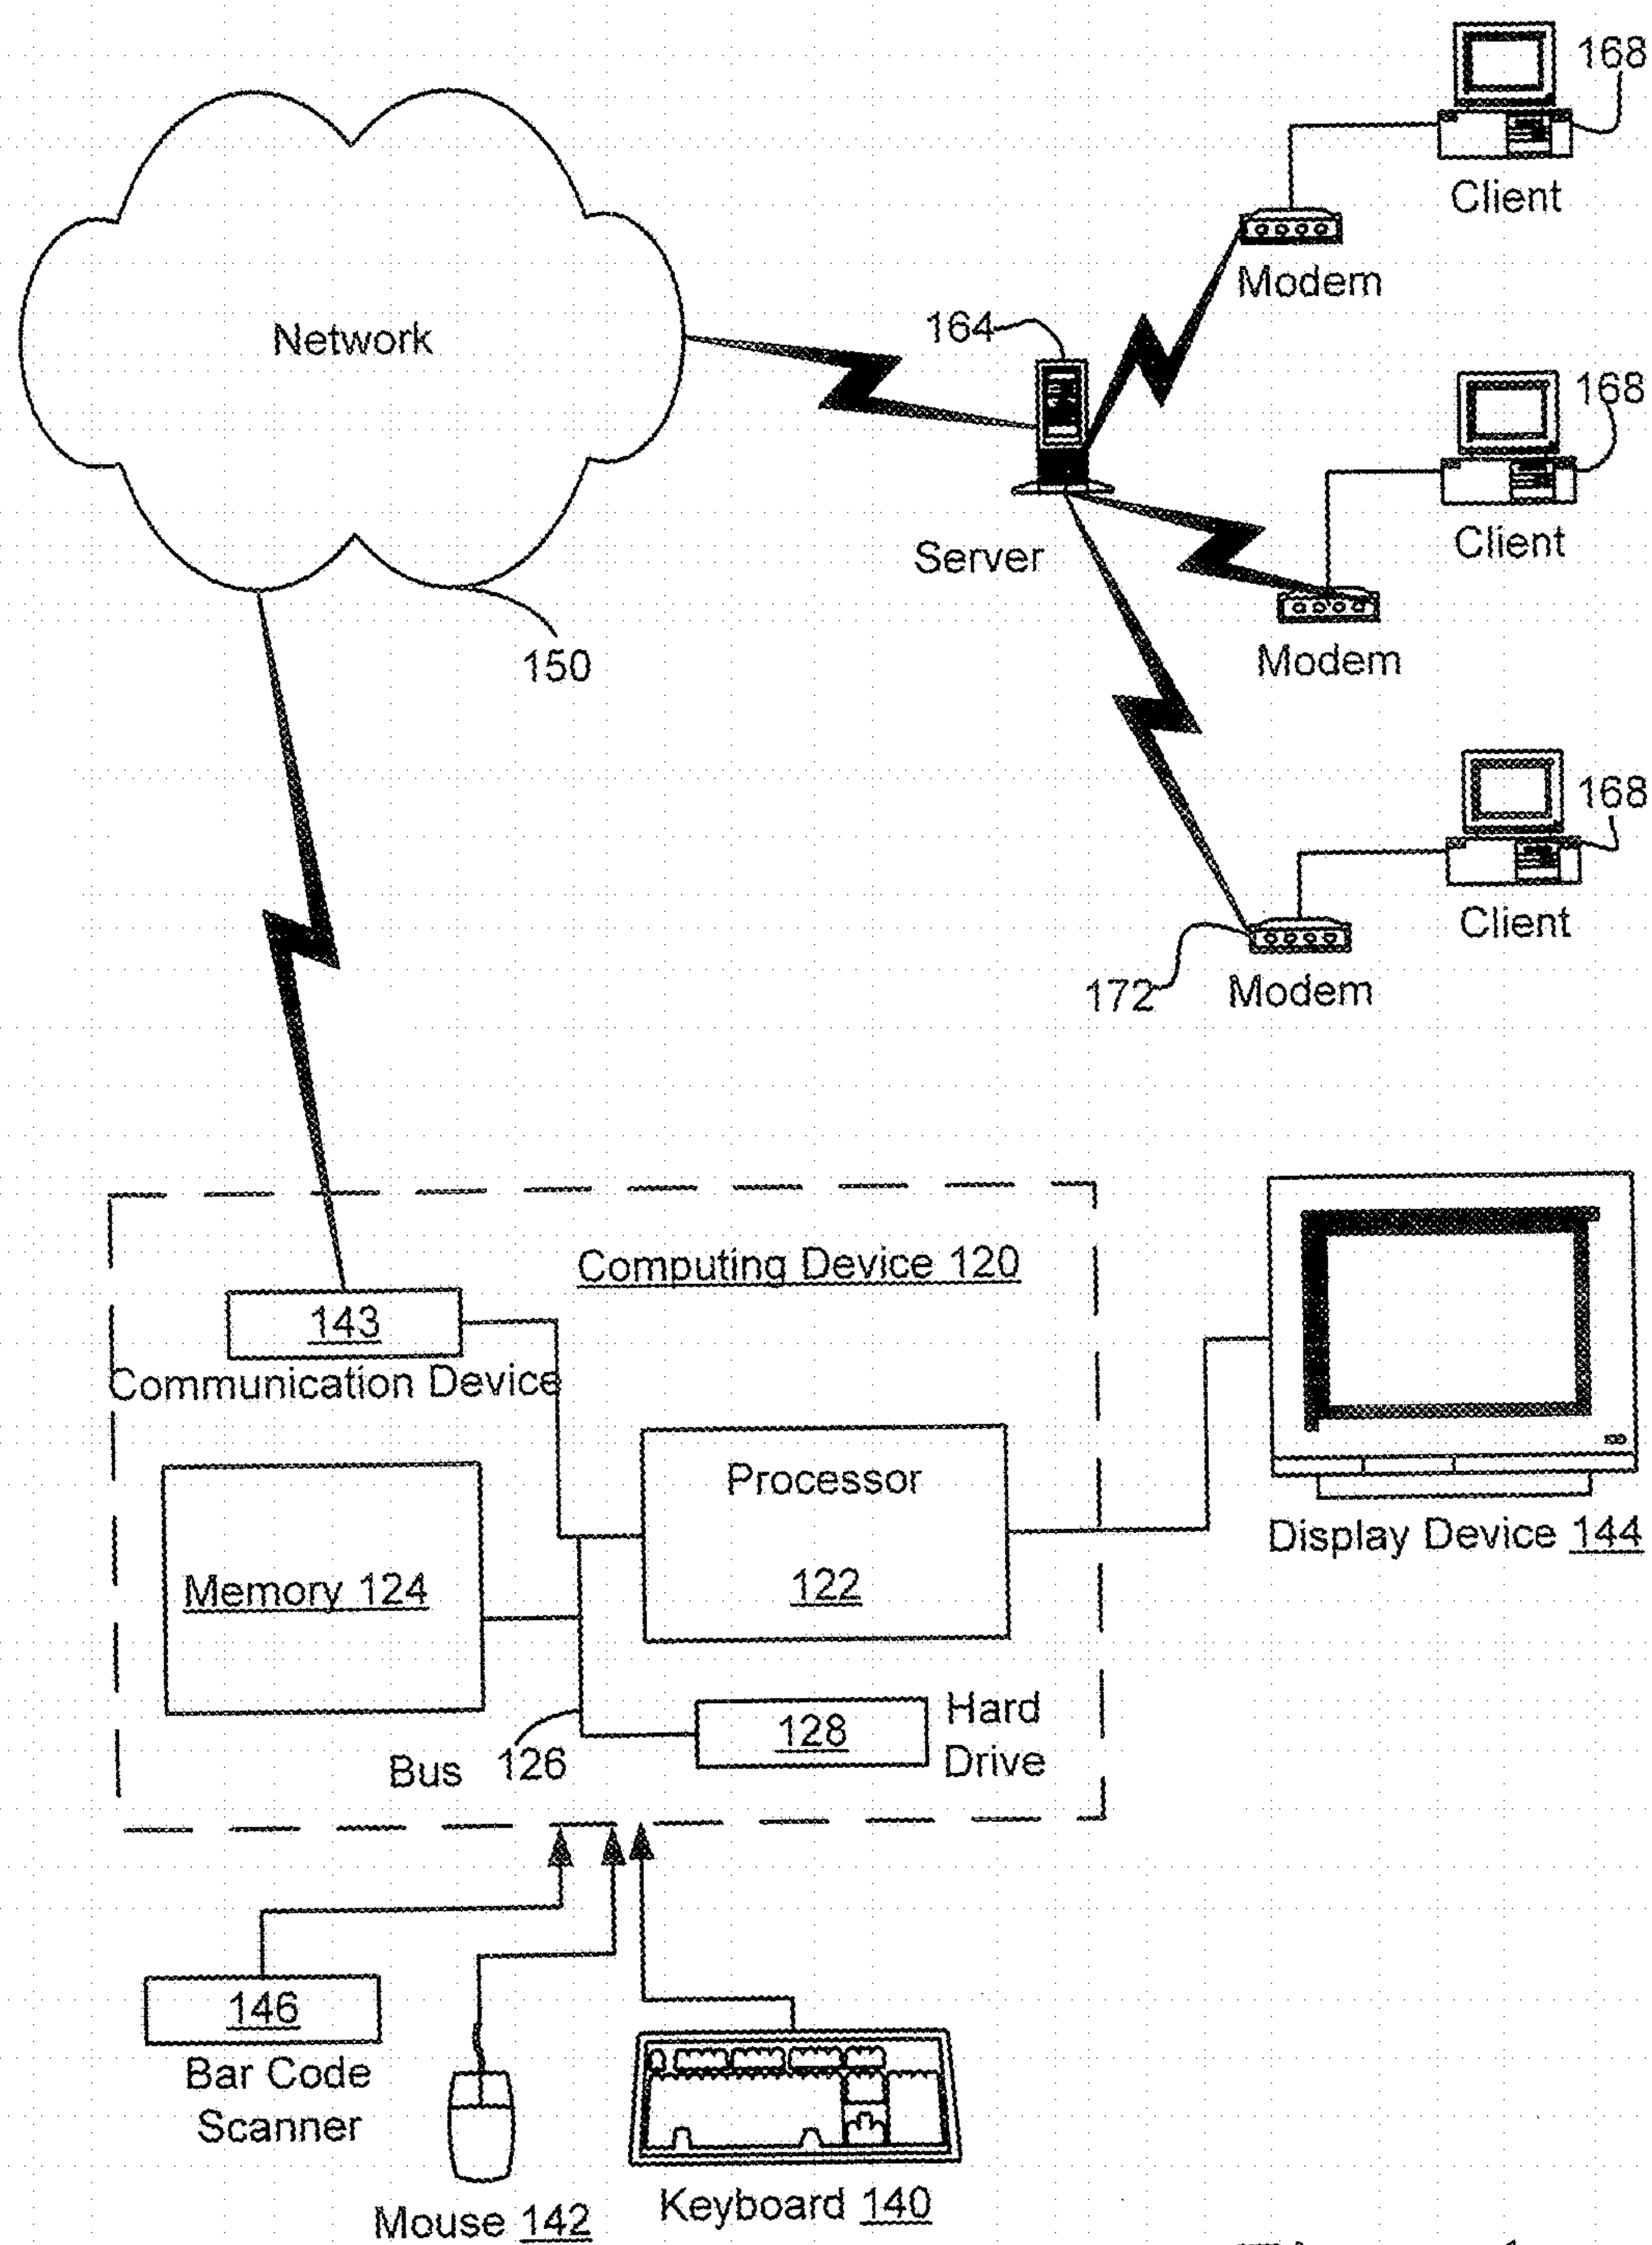 168
Client
Modem
Network
164
168
Server
Client
Modem
150
168
Client
172
Modem
Computing Device 120
143
Communication Device
Processor
122
Display Device 144
Memory 124
128
Hard
Drive
Bus
126
146
Bar Code
Scanner
Mouse 142
Keyboard 140